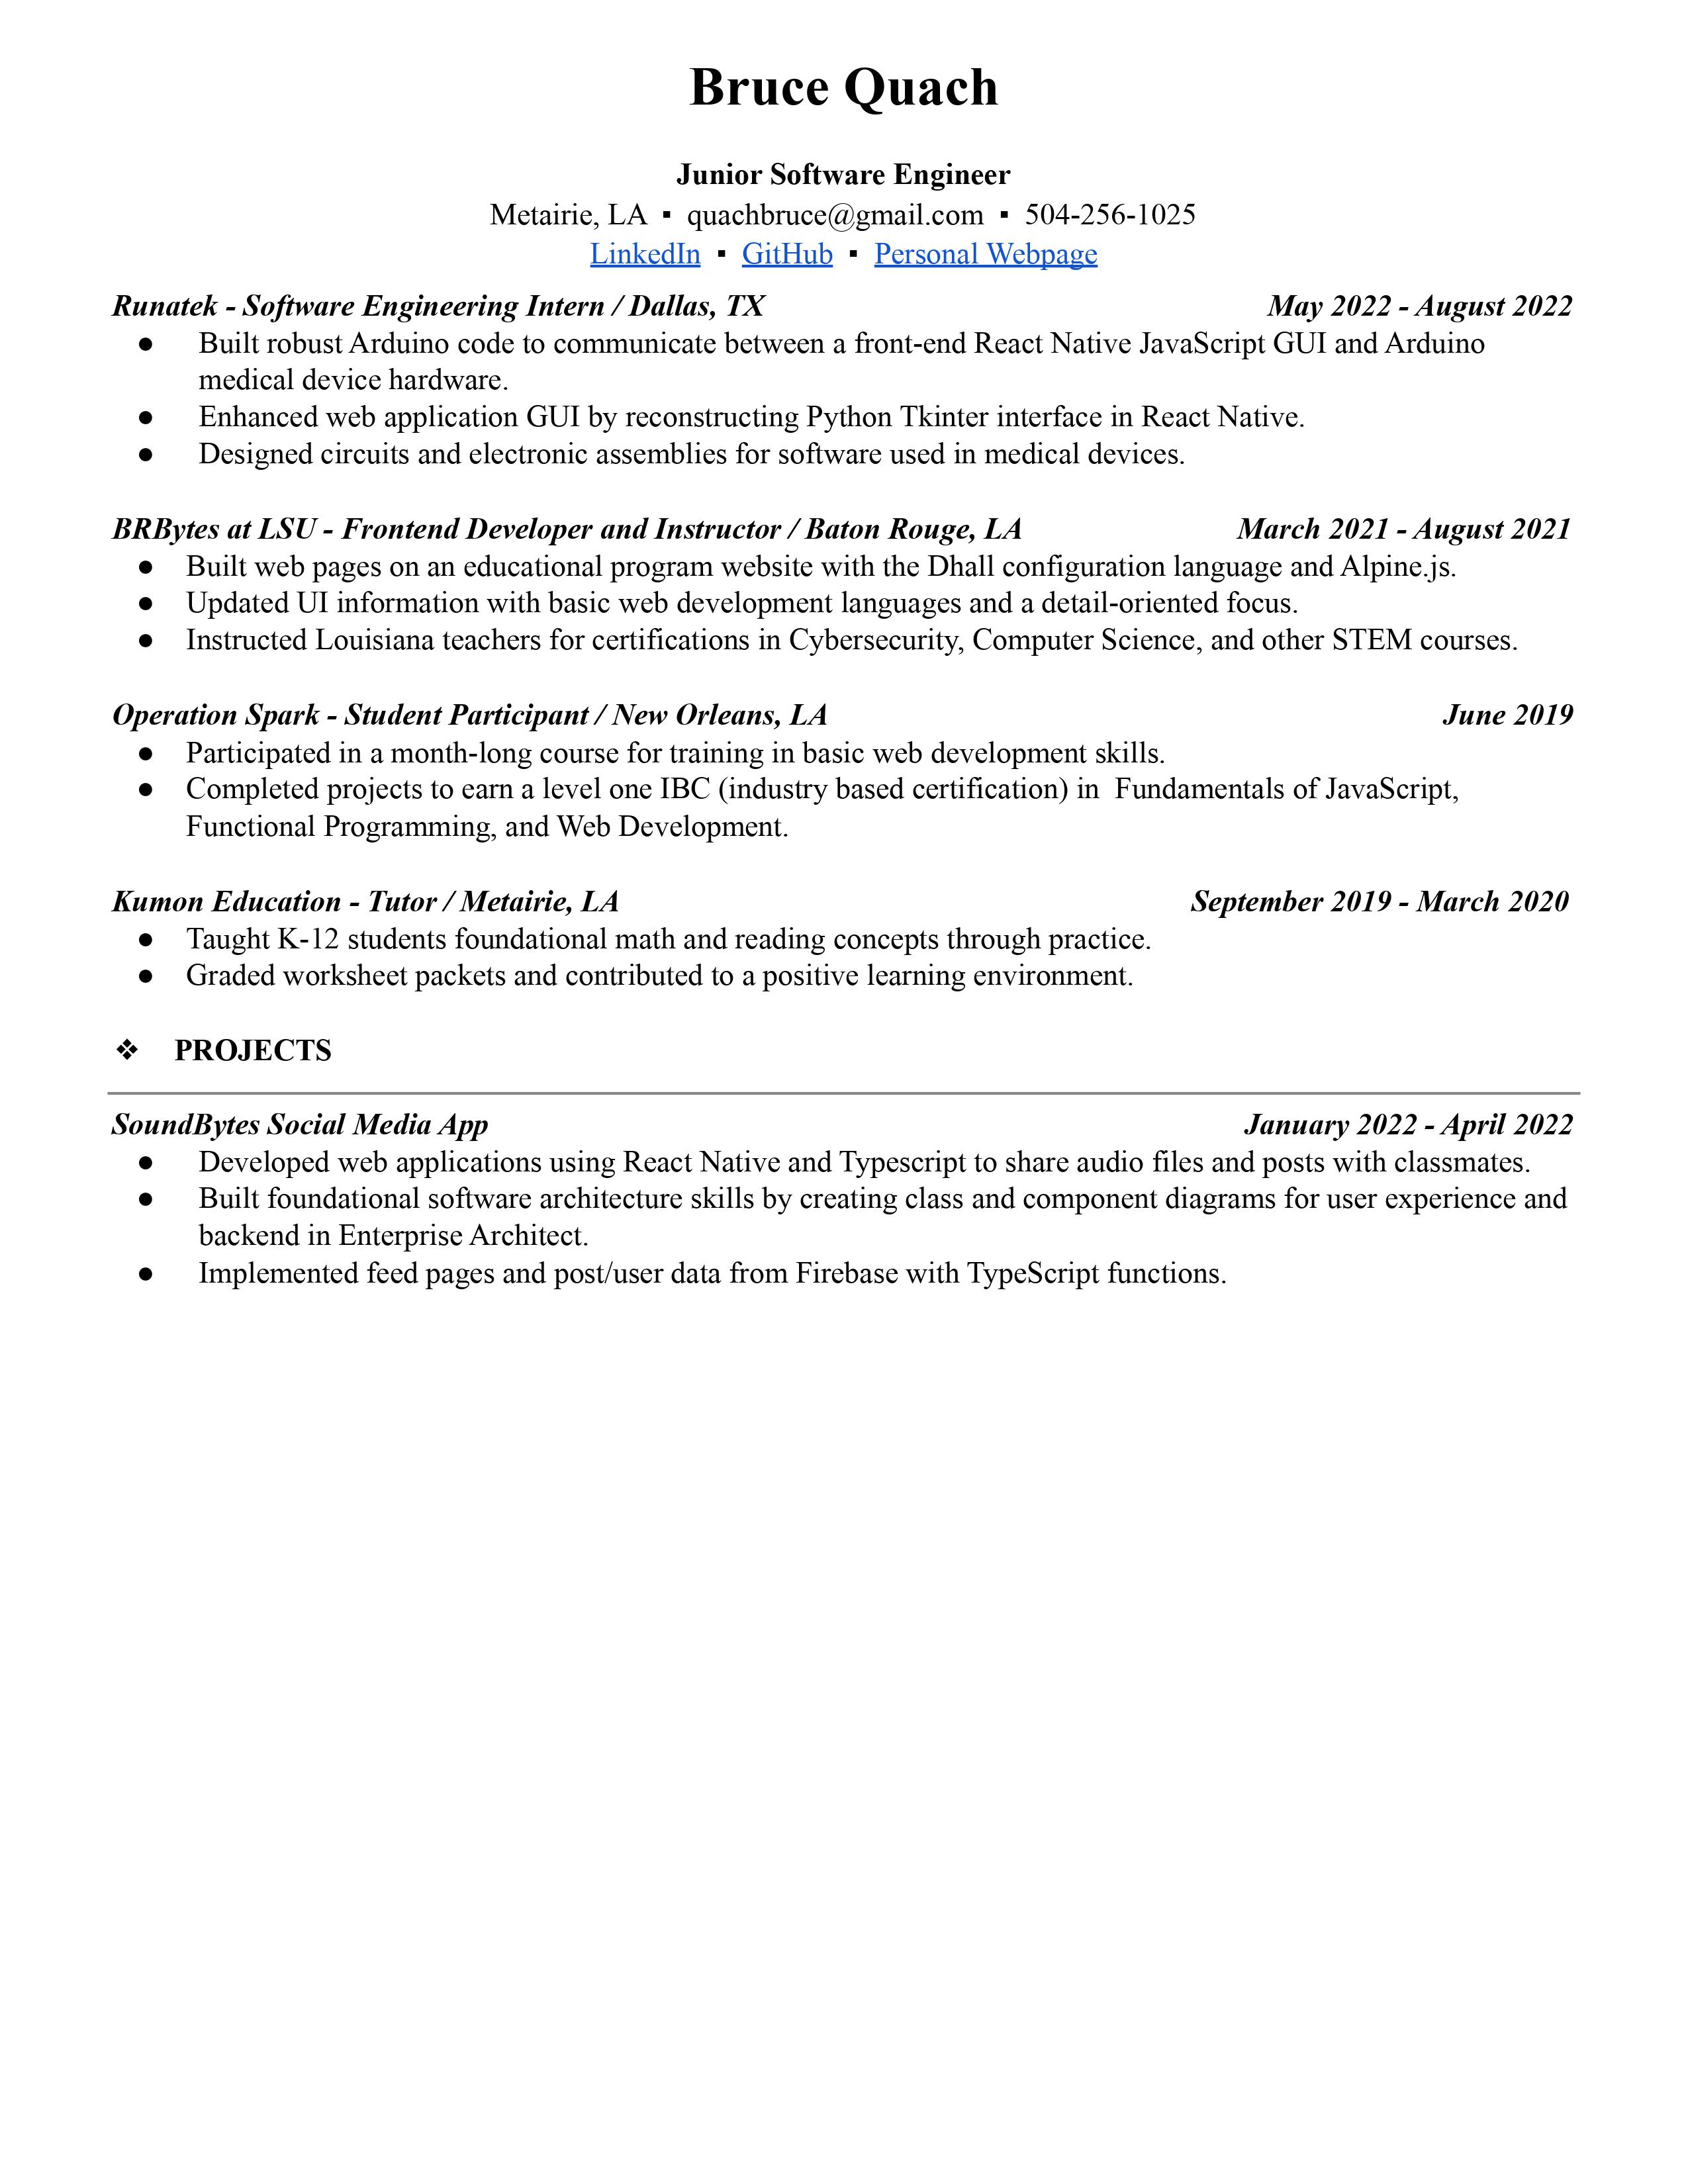 Bruce Quach
Junior Software Engineer
Metairie, LA ▪ quachbruce@gmail.com ▪ 504-256-1025
LinkedIn ▪ GitHub ▪ Personal Webpage
Runatek - Software Engineering Intern / Dallas, TX May 2022 - August 2022
● Built robust Arduino code to communicate between a front-end React Native JavaScript GUI and Arduino
medical device hardware.
● Enhanced web application GUI by reconstructing Python Tkinter interface in React Native.
● Designed circuits and electronic assemblies for software used in medical devices.
BRBytes at LSU - Frontend Developer and Instructor / Baton Rouge, LA March 2021 - August 2021
● Built web pages on an educational program website with the Dhall configuration language and Alpine.js.
● Updated UI information with basic web development languages and a detail-oriented focus.
● Instructed Louisiana teachers for certifications in Cybersecurity, Computer Science, and other STEM courses.
Operation Spark - Student Participant / New Orleans, LA June 2019
● Participated in a month-long course for training in basic web development skills.
● Completed projects to earn a level one IBC (industry based certification) in  Fundamentals of JavaScript,
Functional Programming, and Web Development.
Kumon Education - Tutor / Metairie, LA September 2019 - March 2020
● Taught K-12 students foundational math and reading concepts through practice.
● Graded worksheet packets and contributed to a positive learning environment.
❖ PROJECTS
SoundBytes Social Media App January 2022 - April 2022
● Developed web applications using React Native and Typescript to share audio files and posts with classmates.
● Built foundational software architecture skills by creating class and component diagrams for user experience and
backend in Enterprise Architect.
● Implemented feed pages and post/user data from Firebase with TypeScript functions.